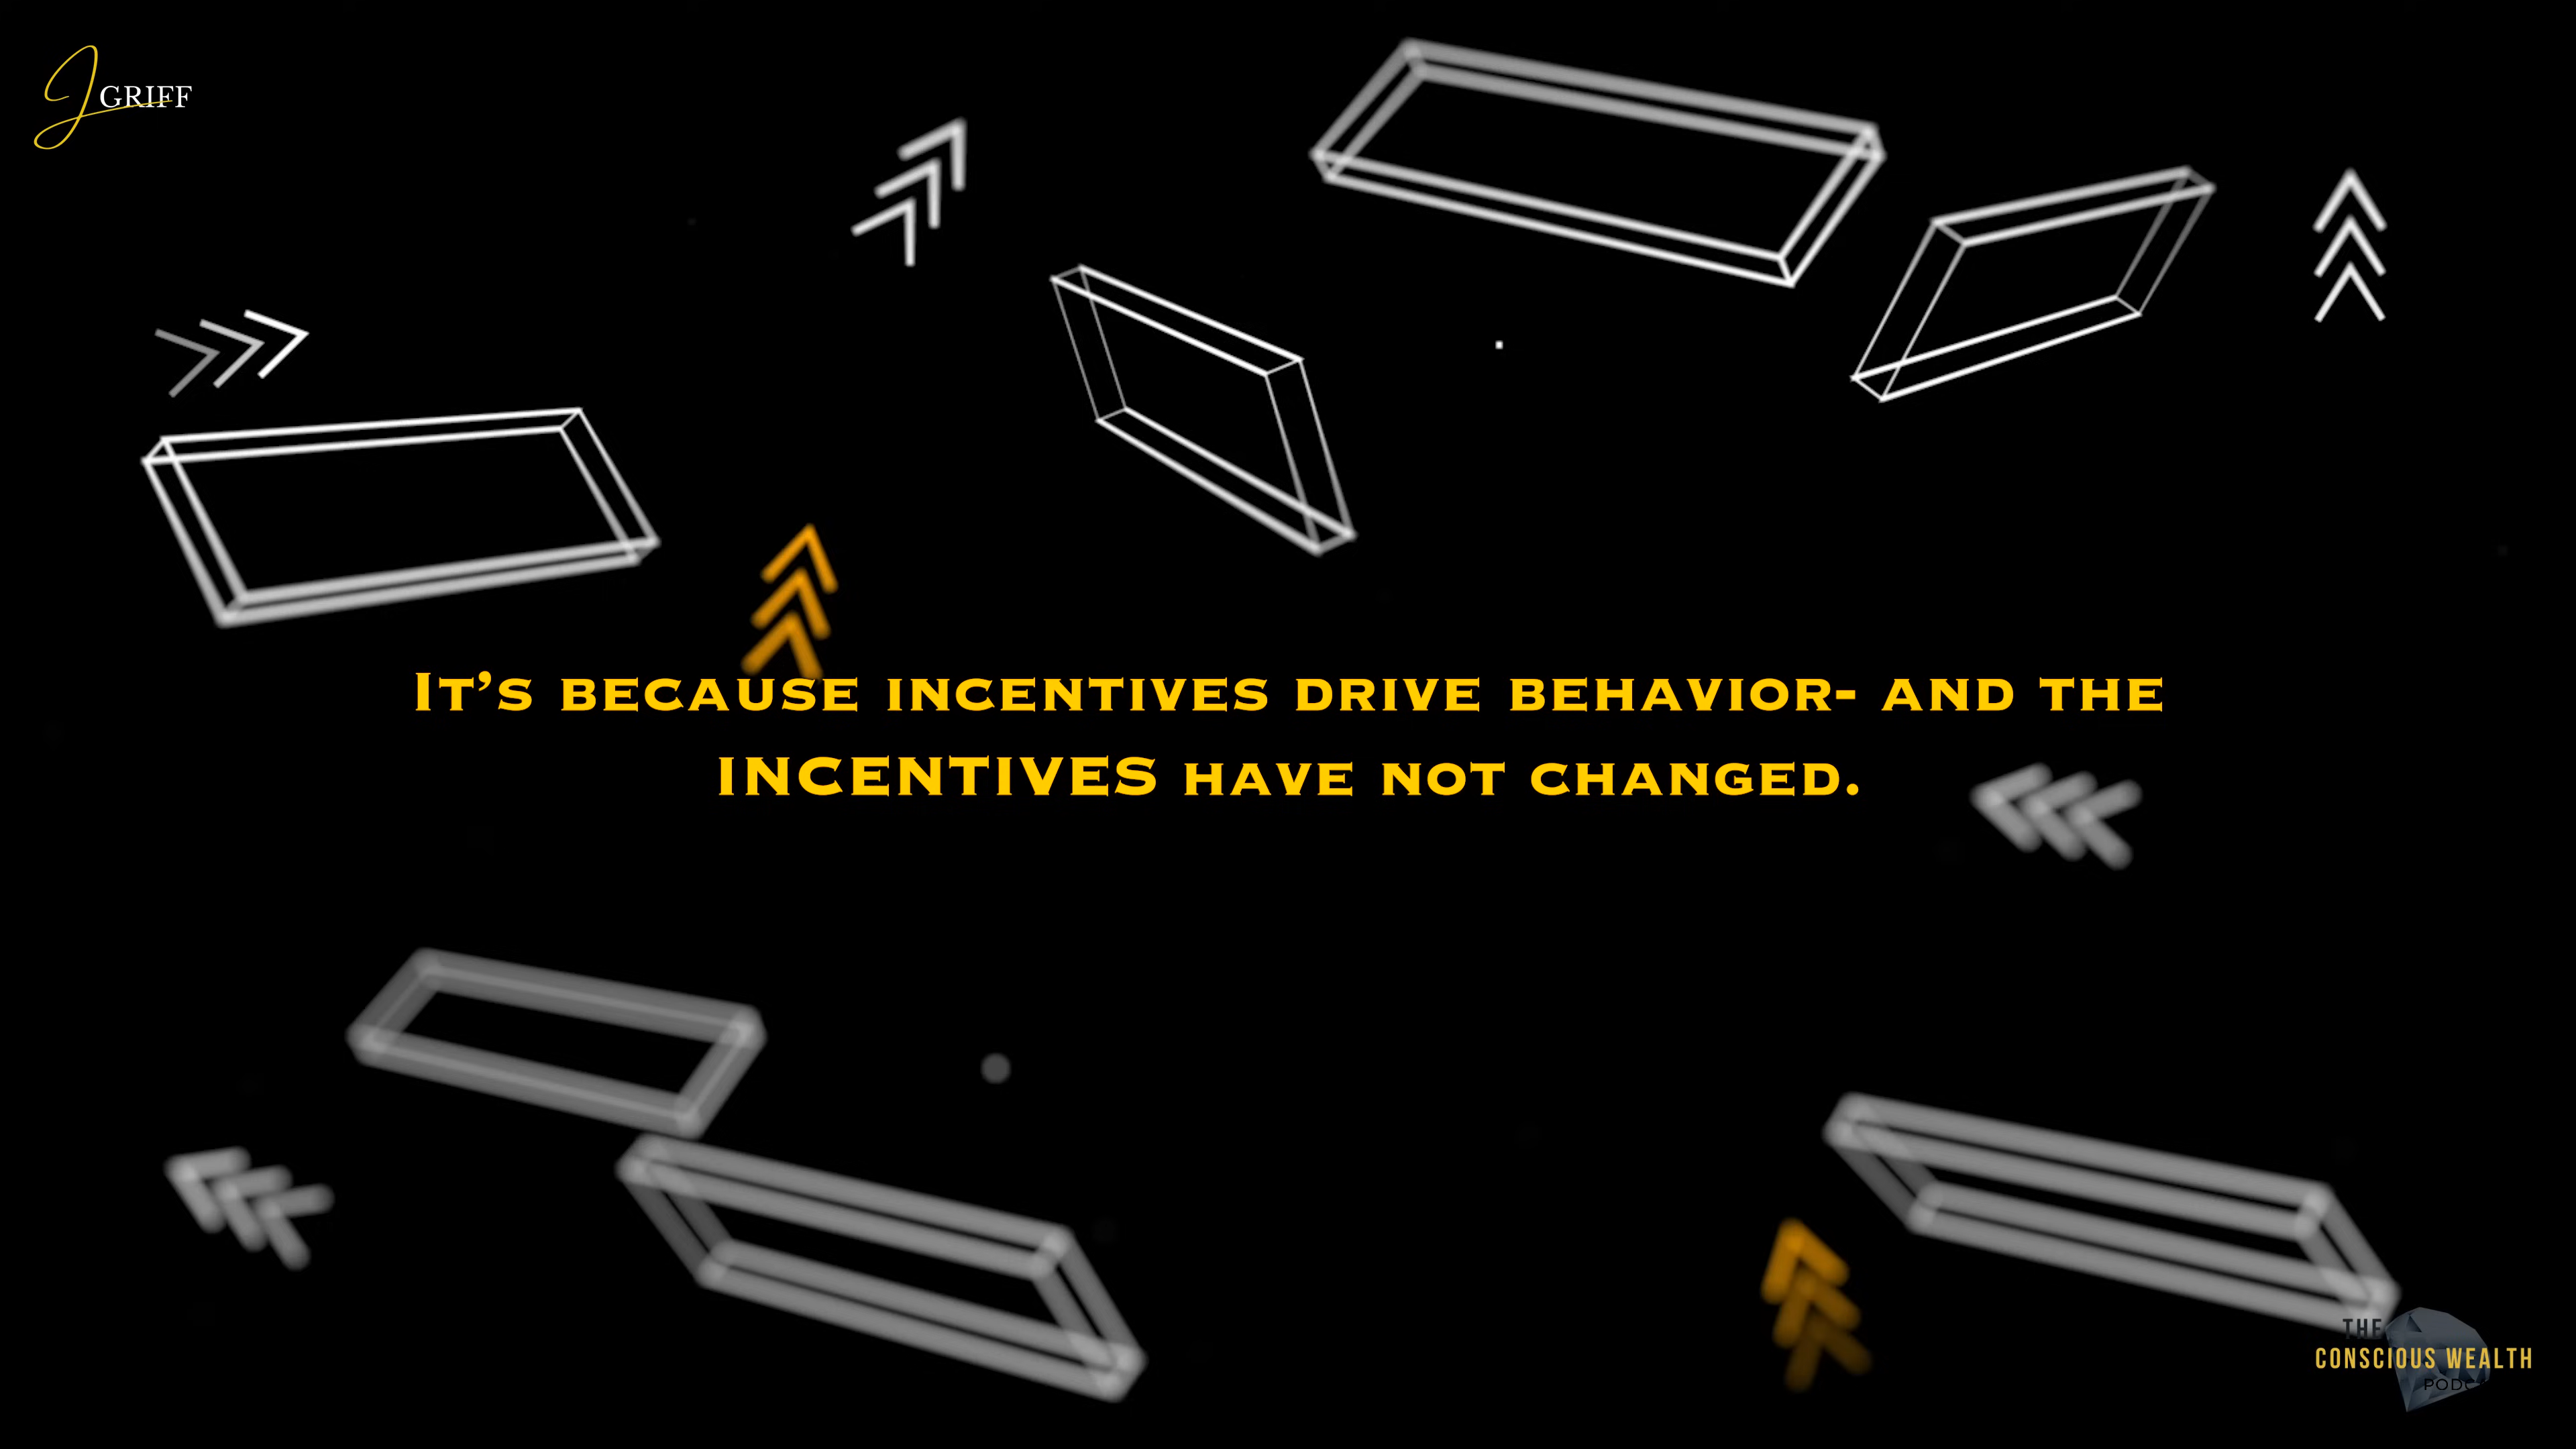 J GRIFF
It's because incentives drive behavior- and the
INCENTIVES have not changed.
THE
CONSCIOUS WEALTH